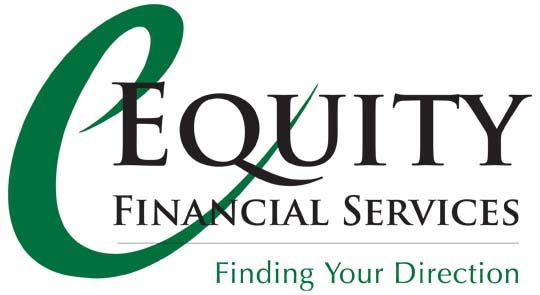 EQUITY
FINANCIAL SERVICES
Finding Your Direction